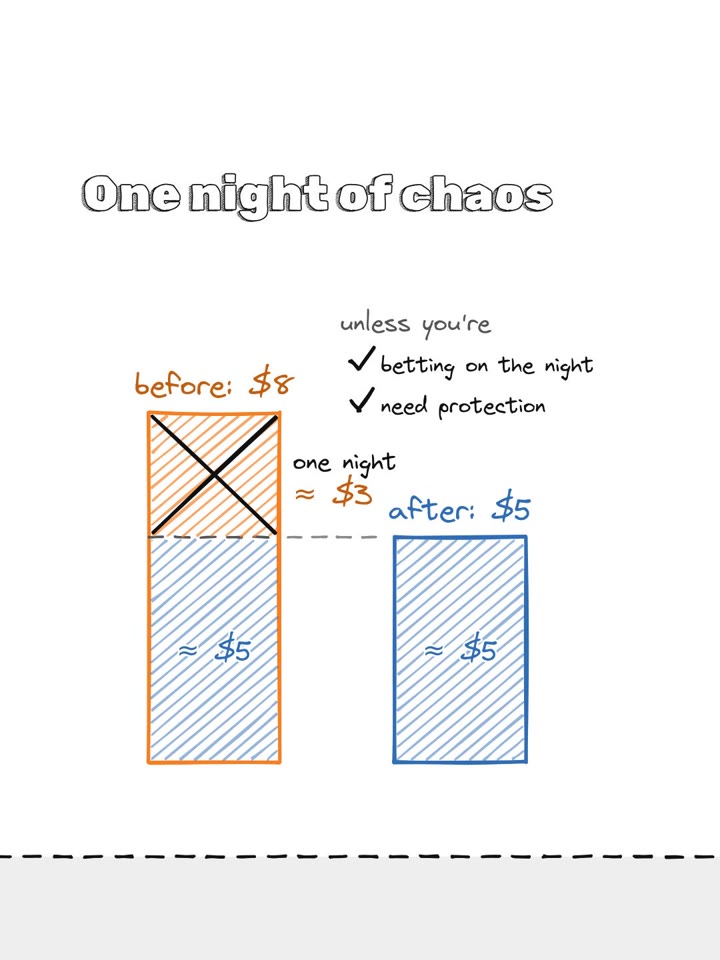 One night of chaos
unless you're
✓ betting on the night
✓ need protection
before: $8
one night
≈ $3
after: $5
≈ $5
≈ $5